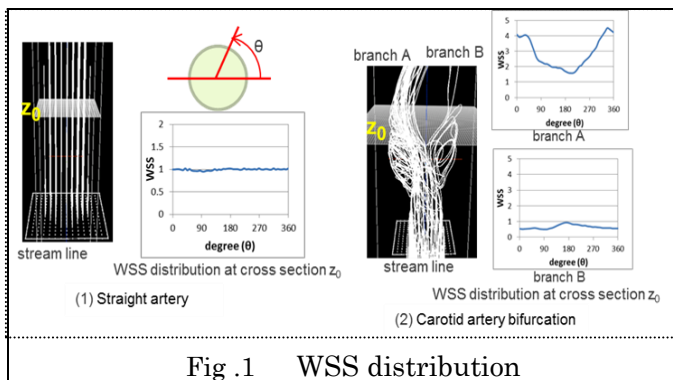 θ
Z0
2
1.5
1
0.5
0
WSS
0 90 180 270 360
degree (θ)
stream line
WSS distribution at cross section z0
(1) Straight artery
branch A branch B
Z0
stream line
5
4
3
2
1
0
WSS
0 90 180 270 360
degree (θ)
branch A
5
4
3
2
1
0
WSS
0 90 180 270 360
degree (θ)
branch B
WSS distribution at cross section z0
(2) Carotid artery bifurcation
Fig .1 WSS distribution